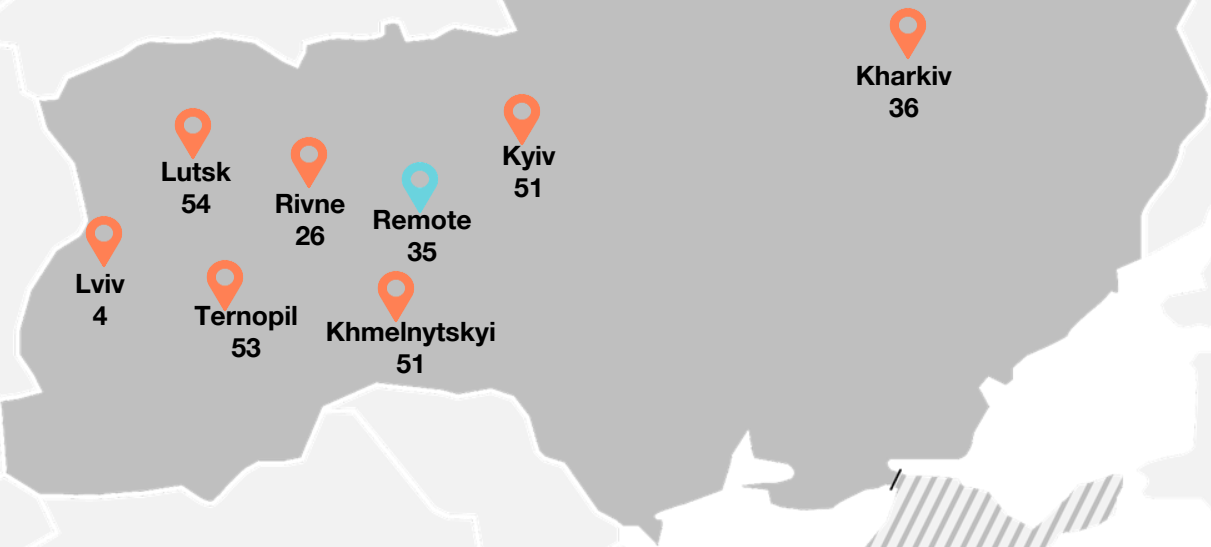 Kharkiv
36
Kyiv
51
Lutsk
54
Rivne
26
Remote
35
Lviv
4
Ternopil
53
Khmelnytskyi
51